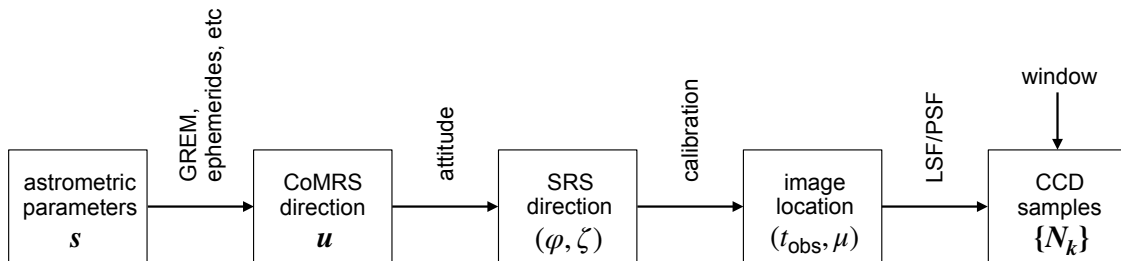 GREM,
ephemerides, etc
attitude
calibration
LSF/PSF
window
astrometric
parameters
s
CoMRS
direction
u
SRS
direction
(φ, ζ)
image
location
(t_obs, μ)
CCD
samples
{N_k}